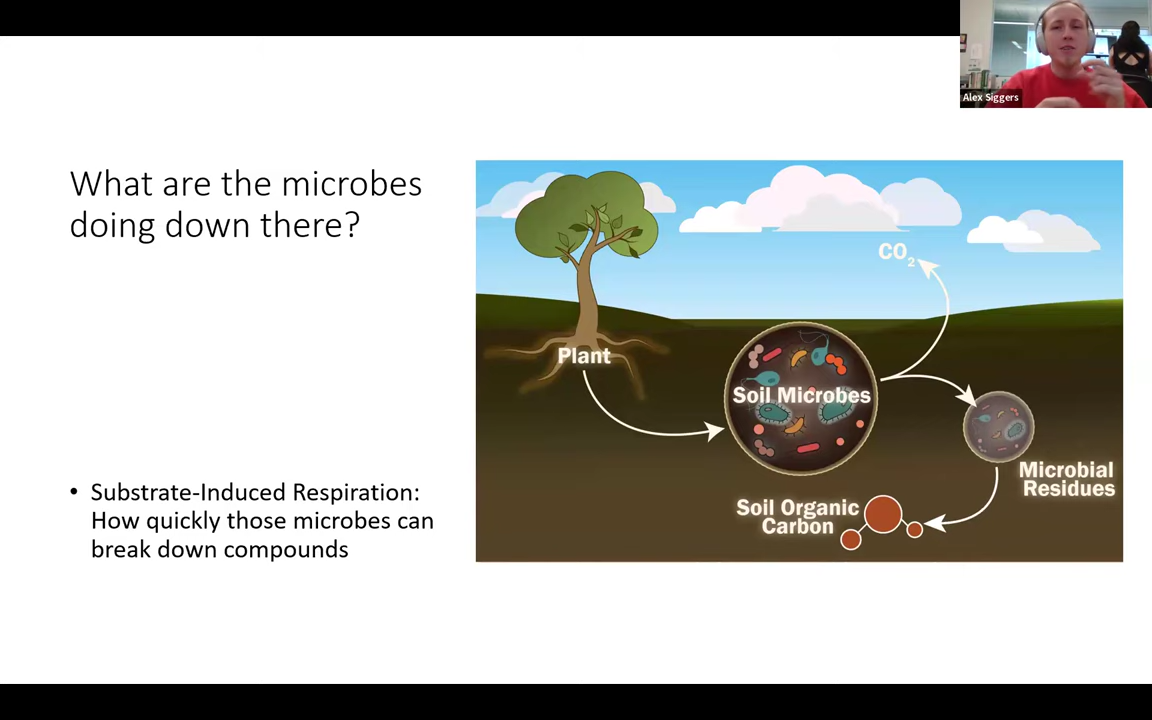 Alex Siggers
What are the microbes
doing down there?
• Substrate-Induced Respiration:
How quickly those microbes can
break down compounds
CO₂
Plant
Soil Microbes
Microbial
Residues
Soil Organic
Carbon